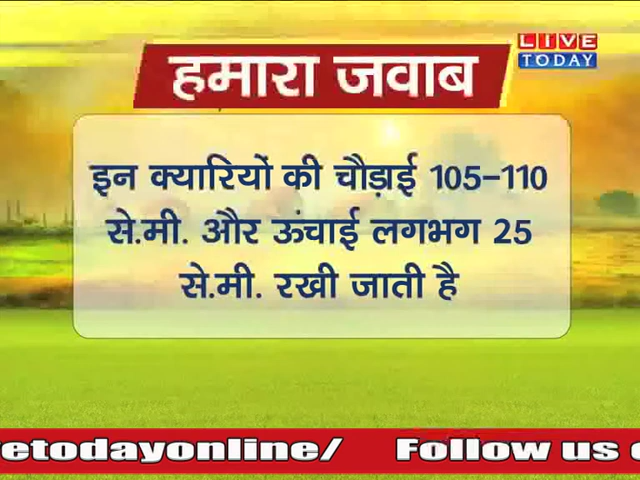 LIVE
TODAY
हमारा जवाब
इन क्यारियों की चौड़ाई 105-110
से.मी. और ऊंचाई लगभग 25
से.मी. रखी जाती है
etodayonline/ Follow us